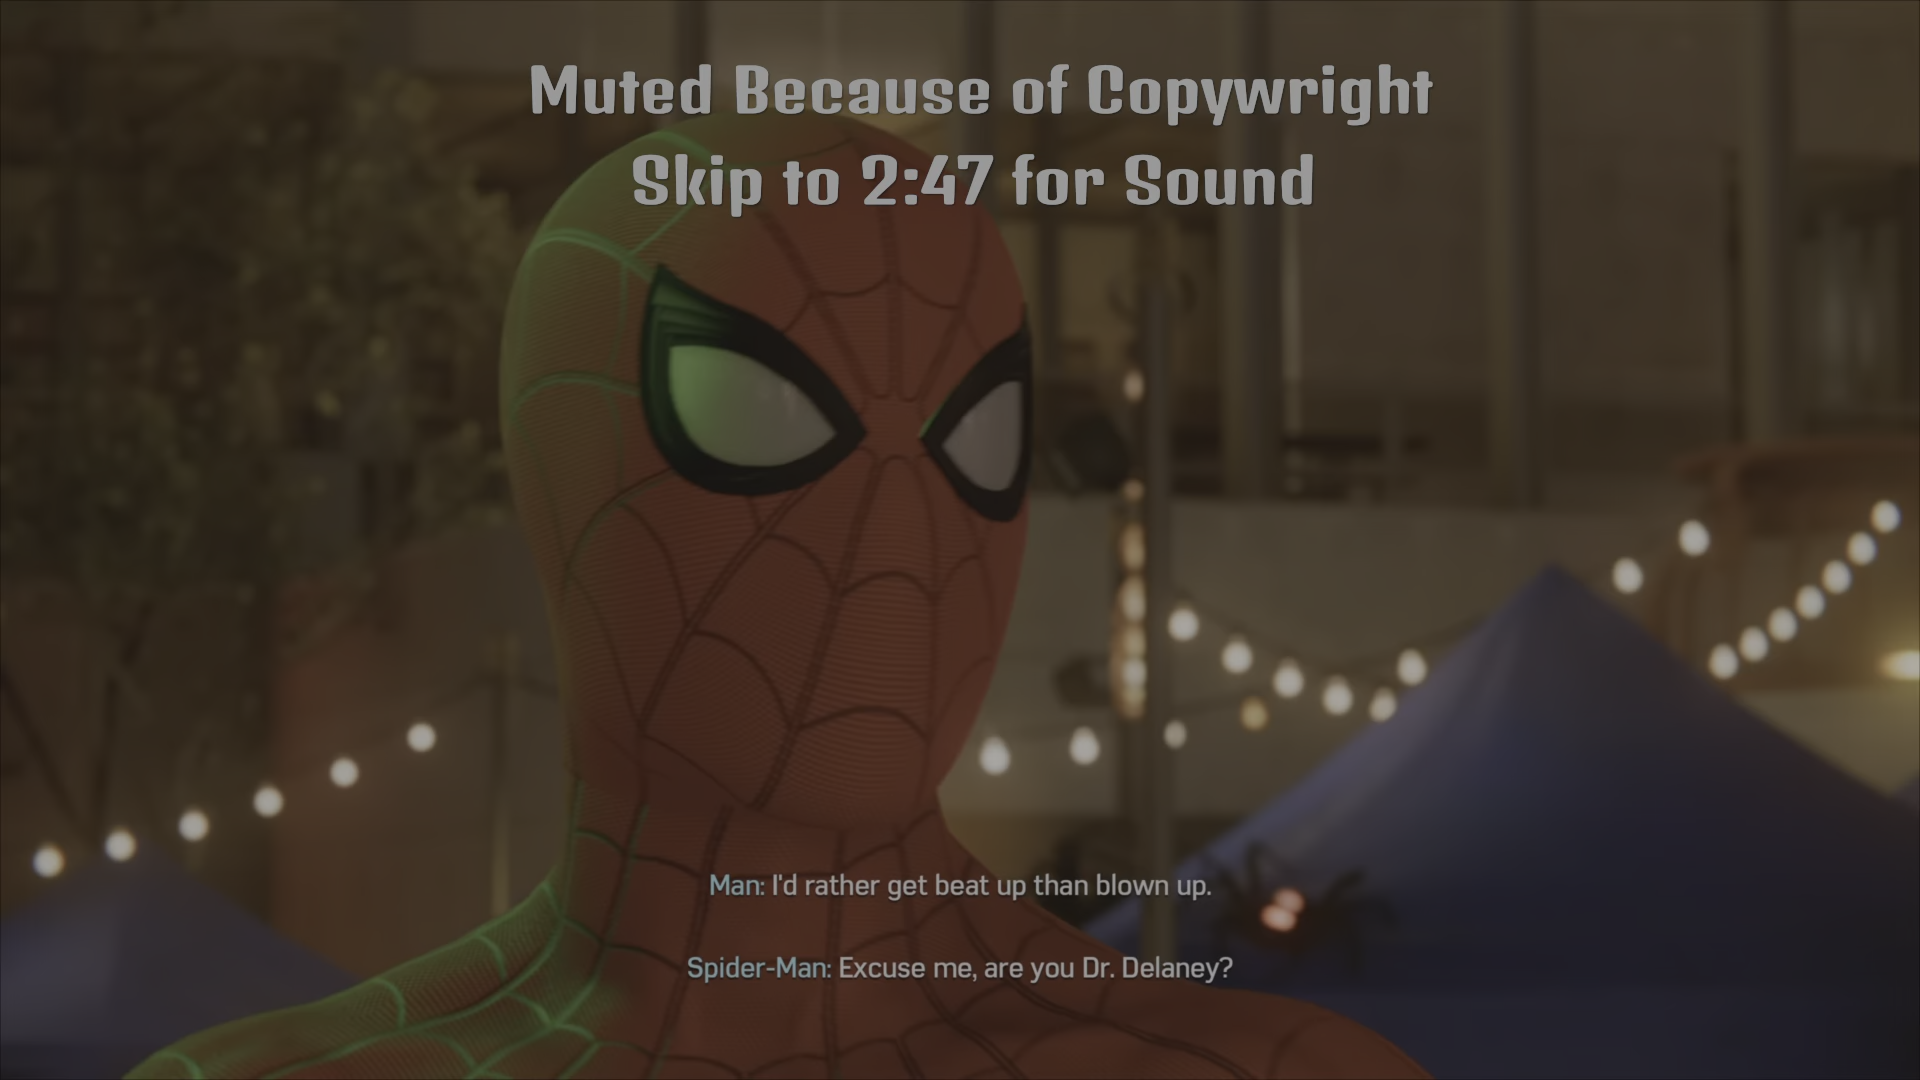 Muted Because of Copywright
Skip to 2:47 for Sound
Man: I'd rather get beat up than blown up.
Spider-Man: Excuse me, are you Dr. Delaney?